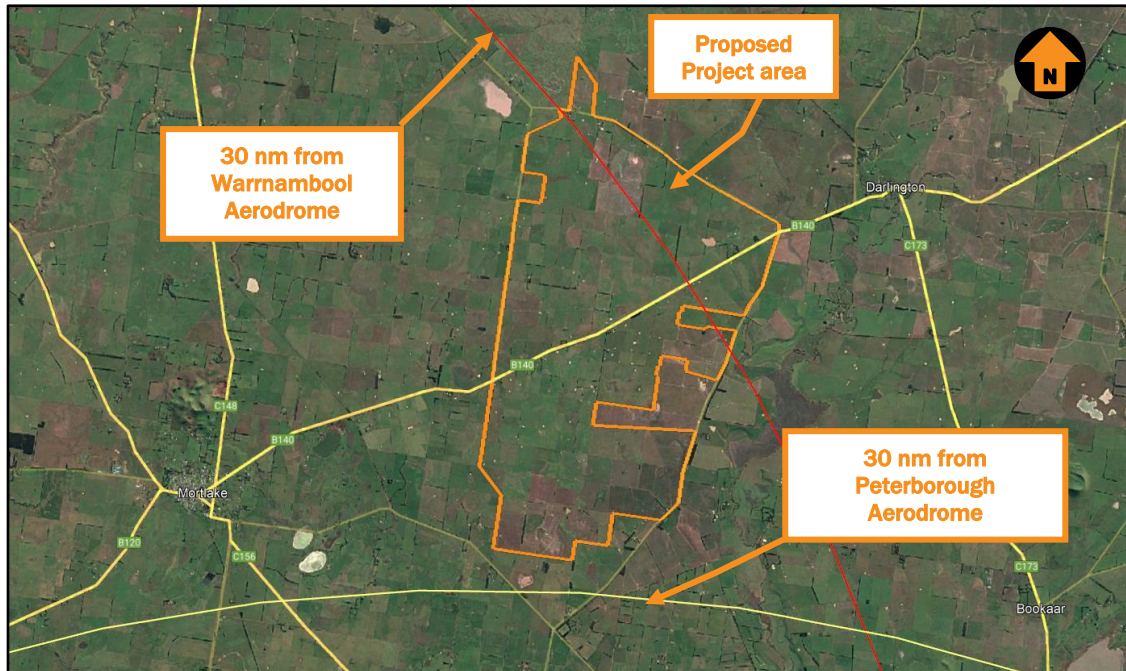 Proposed
Project area
N
30 nm from
Warrnambool
Aerodrome
Darlington
B140
C173
B140
C148
B140
Mortlake
30 nm from
Peterborough
Aerodrome
B120
C156
C173
Bookaar